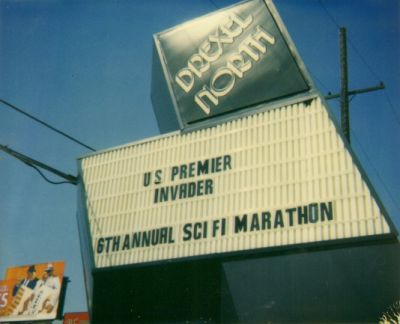 DREXEL
NORTH
US PREMIER
INVADER
6TH ANNUAL SCI FI MARATHON